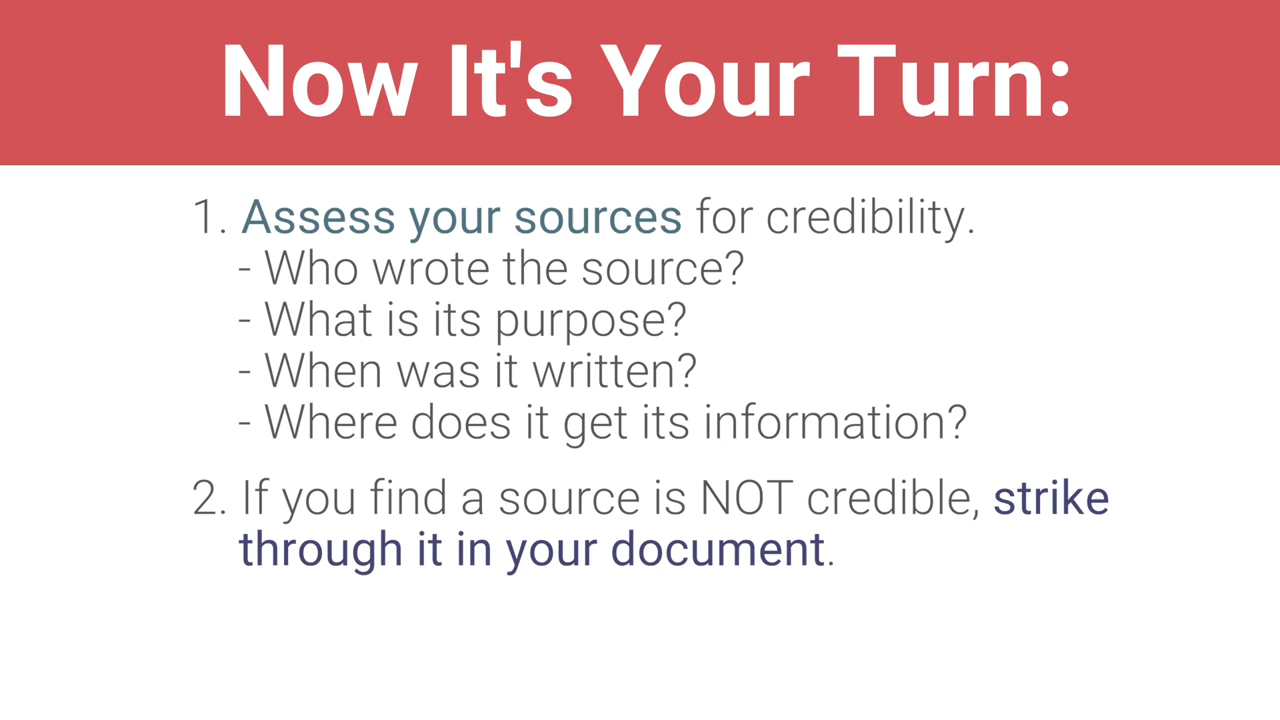 Now It's Your Turn:
1. Assess your sources for credibility.
- Who wrote the source?
- What is its purpose?
- When was it written?
- Where does it get its information?
2. If you find a source is NOT credible, strike
through it in your document.